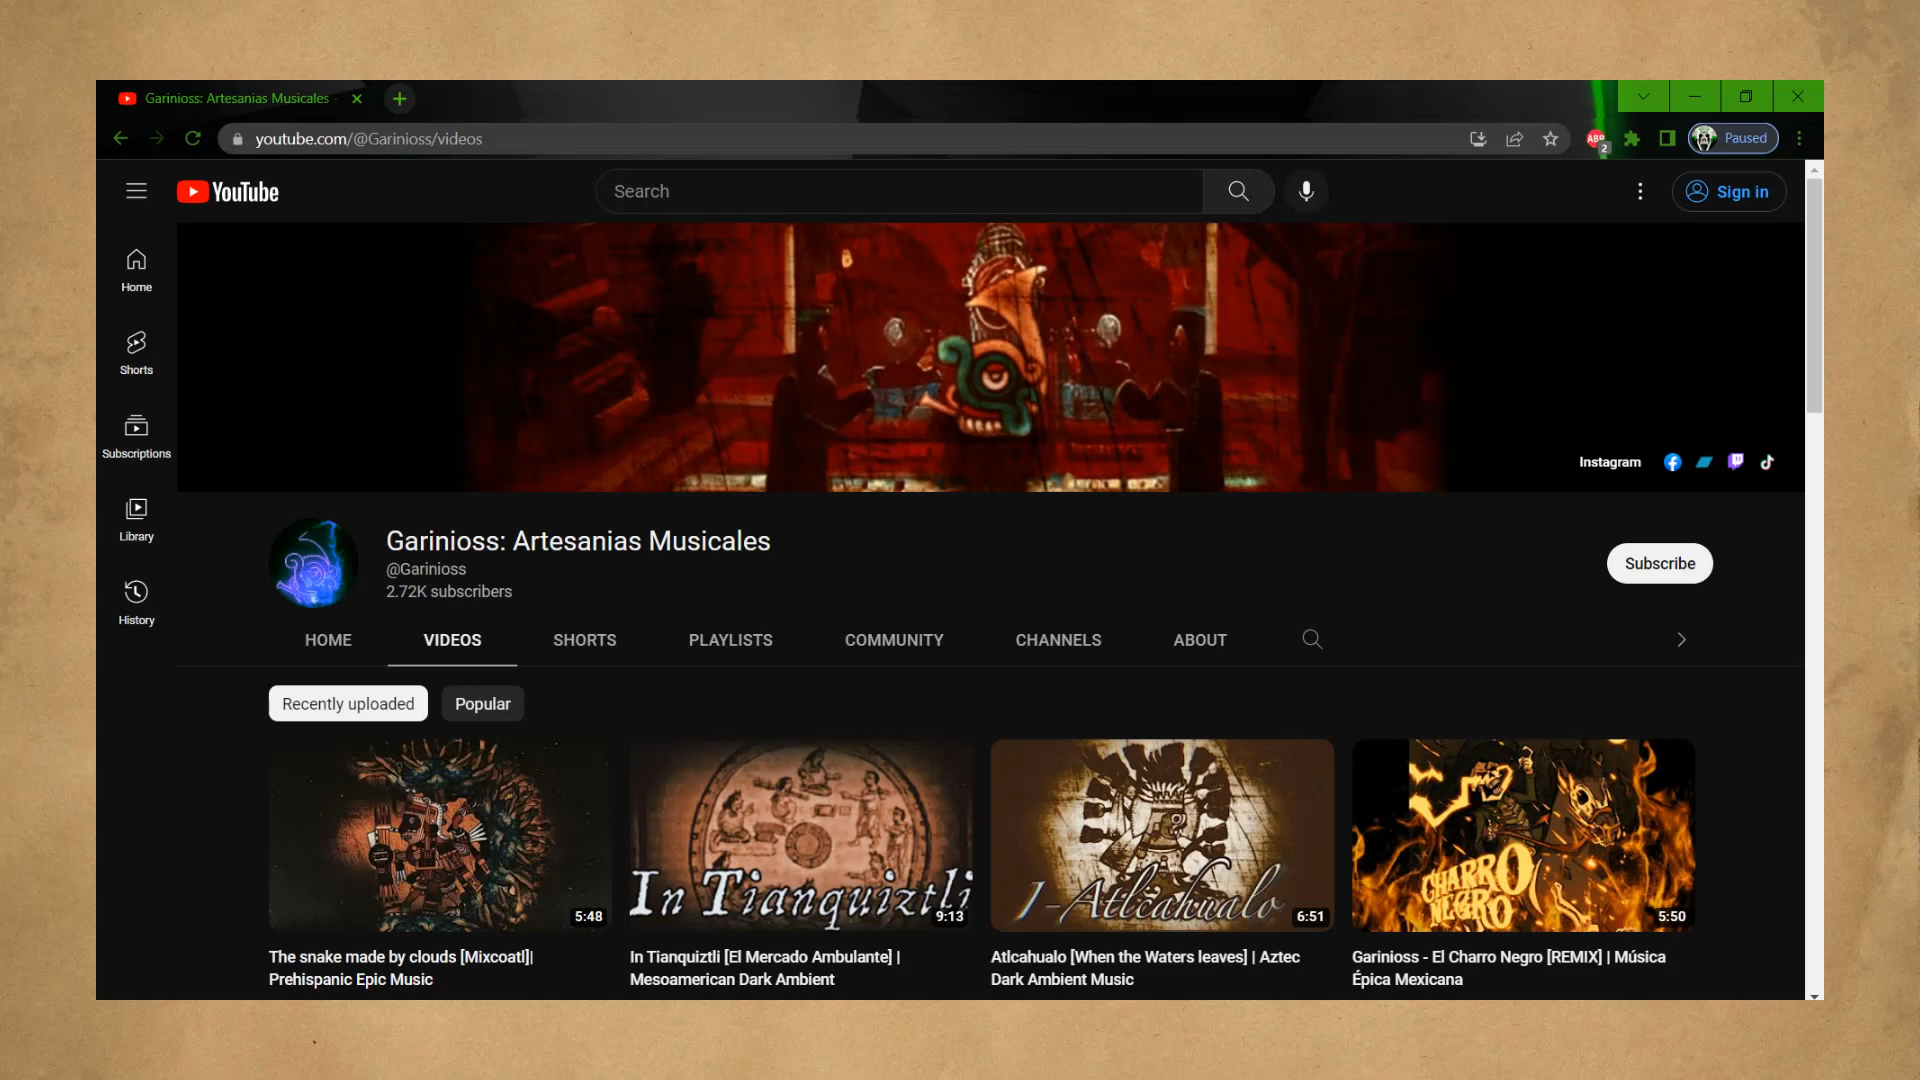 Garinioss: Artesanias Musicales
youtube.com/@Garinioss/videos
ABP
2
Paused
YouTube
Search
Sign in
Home
Shorts
Subscriptions
Library
History
Instagram
Garinioss: Artesanias Musicales
@Garinioss
2.72K subscribers
Subscribe
HOME VIDEOS SHORTS PLAYLISTS COMMUNITY CHANNELS ABOUT
Recently uploaded Popular
5:48
In Tianquiztli
9:13
1-Atlcahualo
6:51
CHARRO
NEGRO
5:50
The snake made by clouds [Mixcoatl]|
Prehispanic Epic Music
In Tianquiztli [El Mercado Ambulante] |
Mesoamerican Dark Ambient
Atlcahualo [When the Waters leaves] | Aztec
Dark Ambient Music
Garinioss - El Charro Negro [REMIX] | Música
Épica Mexicana